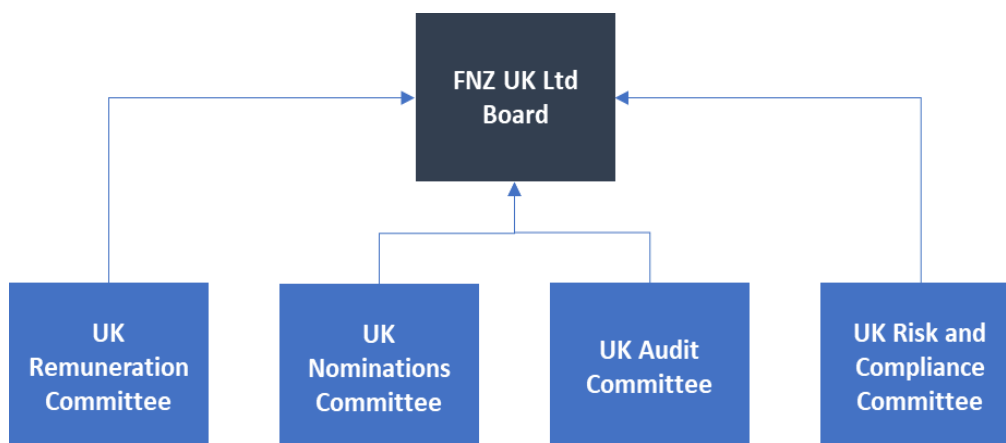 FNZ UK Ltd
Board
UK
Remuneration
Committee
UK
Nominations
Committee
UK Audit
Committee
UK Risk and
Compliance
Committee